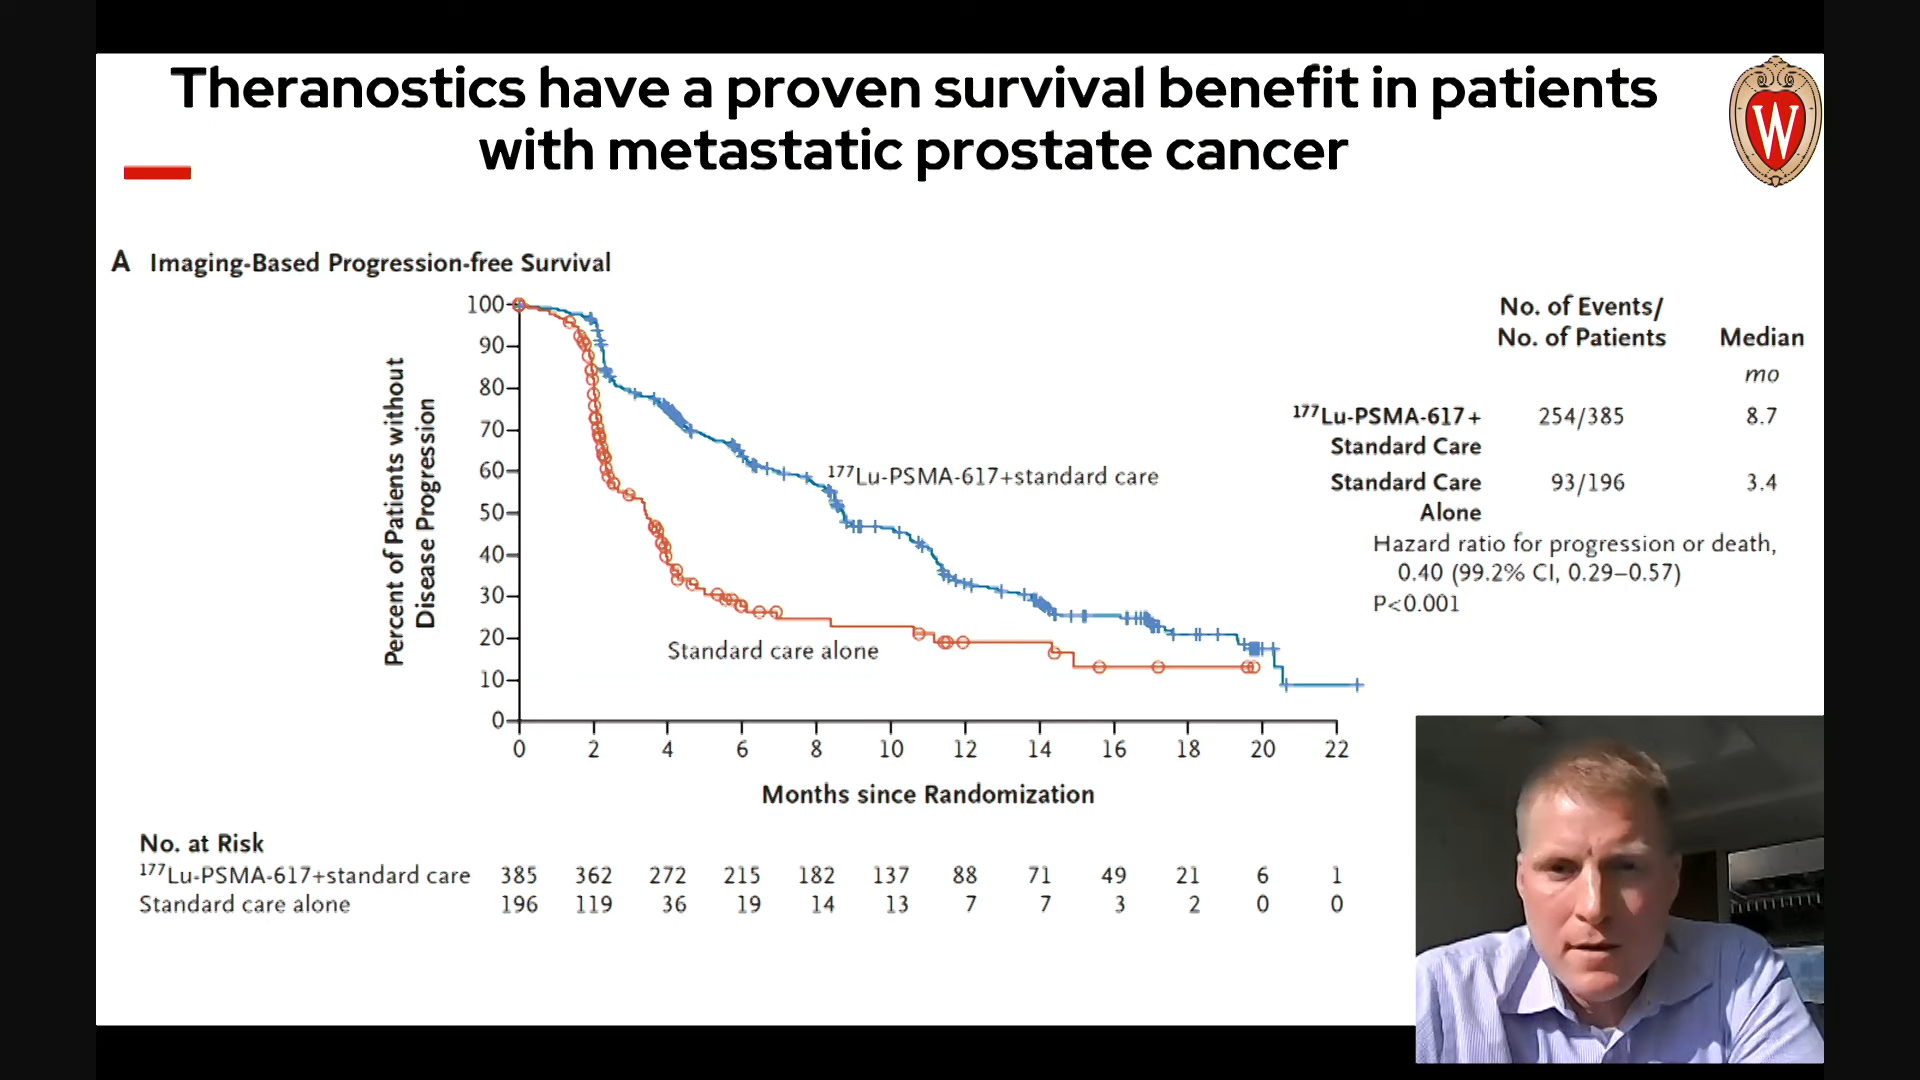 Theranostics have a proven survival benefit in patients
with metastatic prostate cancer
W
A Imaging-Based Progression-free Survival
Percent of Patients without
Disease Progression
100
90
80
70
60
50
40
30
20
10
0
177Lu-PSMA-617+standard care
Standard care alone
0 2 4 6 8 10 12 14 16 18 20 22
Months since Randomization
No. of Events/
No. of Patients Median
mo
177Lu-PSMA-617+ 254/385 8.7
Standard Care
Standard Care 93/196 3.4
Alone
Hazard ratio for progression or death,
0.40 (99.2% CI, 0.29–0.57)
P<0.001
No. at Risk
177Lu-PSMA-617+standard care 385 362 272 215 182 137 88 71 49 21 6 1
Standard care alone 196 119 36 19 14 13 7 7 3 2 0 0